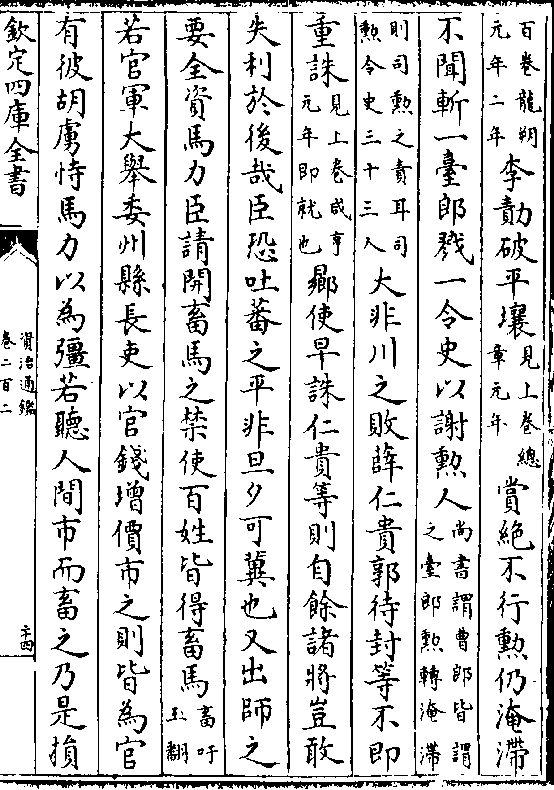 百卷龍朔元年二年李勣破平壤見上卷總章元年賞絶不行勲仍淹滯
不聞斬一臺郎戮一令史以謝勲人尚書謂曹郎皆謂之臺郎勲轉淹滯
則司勲之責耳司勲令史三十三人大非川之敗薛仁貴郭待封等不即
重誅見上卷咸亨元年即就也曏使早誅仁貴等則自餘諸將豈敢
失利於後哉臣恐吐蕃之平非旦夕可冀也又出師之
要全資馬力臣請開畜馬之禁使百姓皆得畜馬畜吁玉翻
若官軍大舉委州縣長吏以官錢增價市之則皆為官
有彼胡虜恃馬力以為彊若聽人間市而畜之乃是損
欽定四庫全書
資治通鑑
卷二百二
二十四